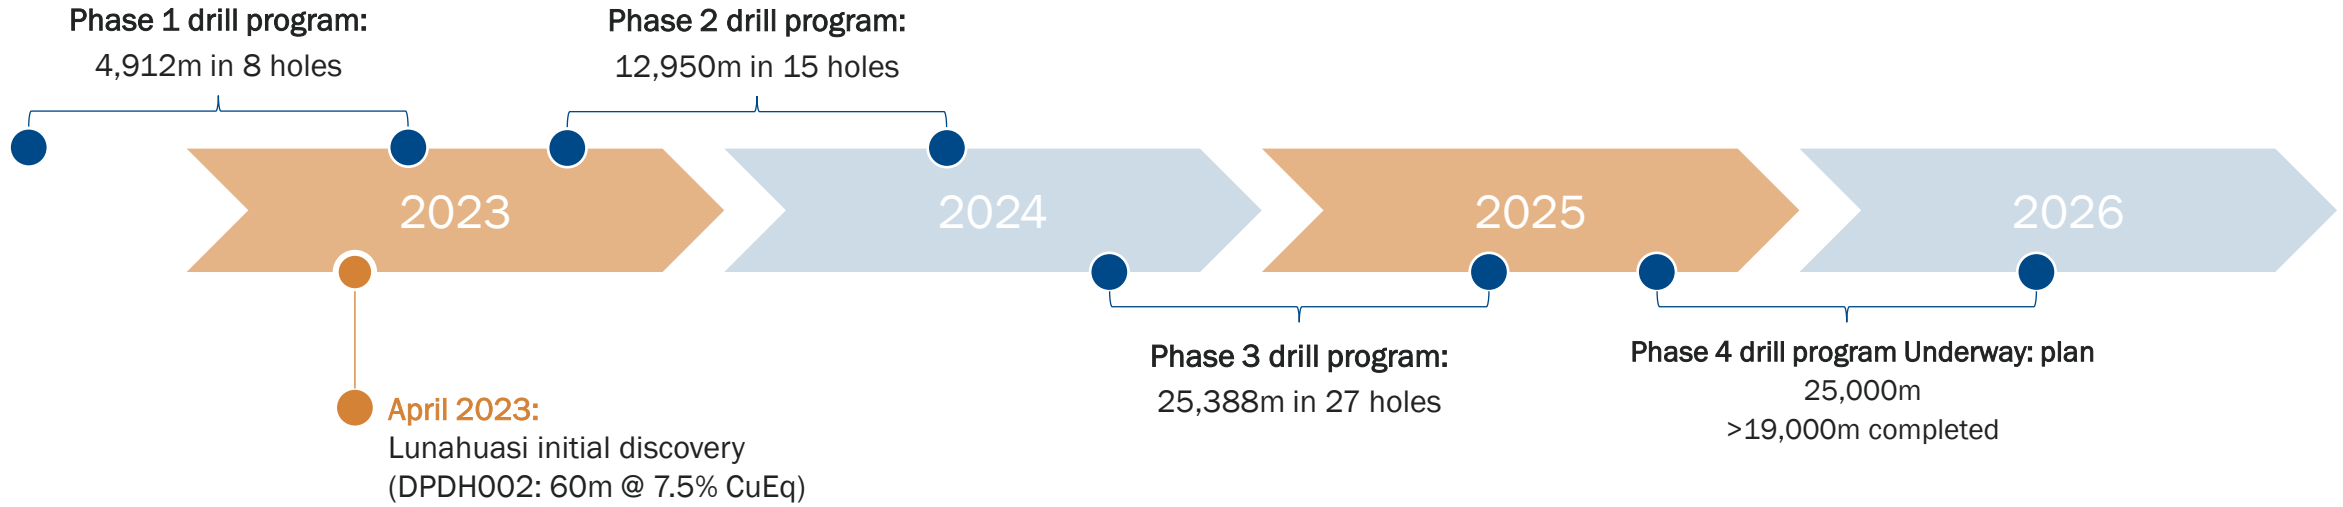 Phase 1 drill program:
4,912m in 8 holes
Phase 2 drill program:
12,950m in 15 holes
2023
2024
2025
2026
Phase 3 drill program:
25,388m in 27 holes
Phase 4 drill program Underway: plan
25,000m
>19,000m completed
April 2023:
Lunahuasi initial discovery
(DPDH002: 60m @ 7.5% CuEq)